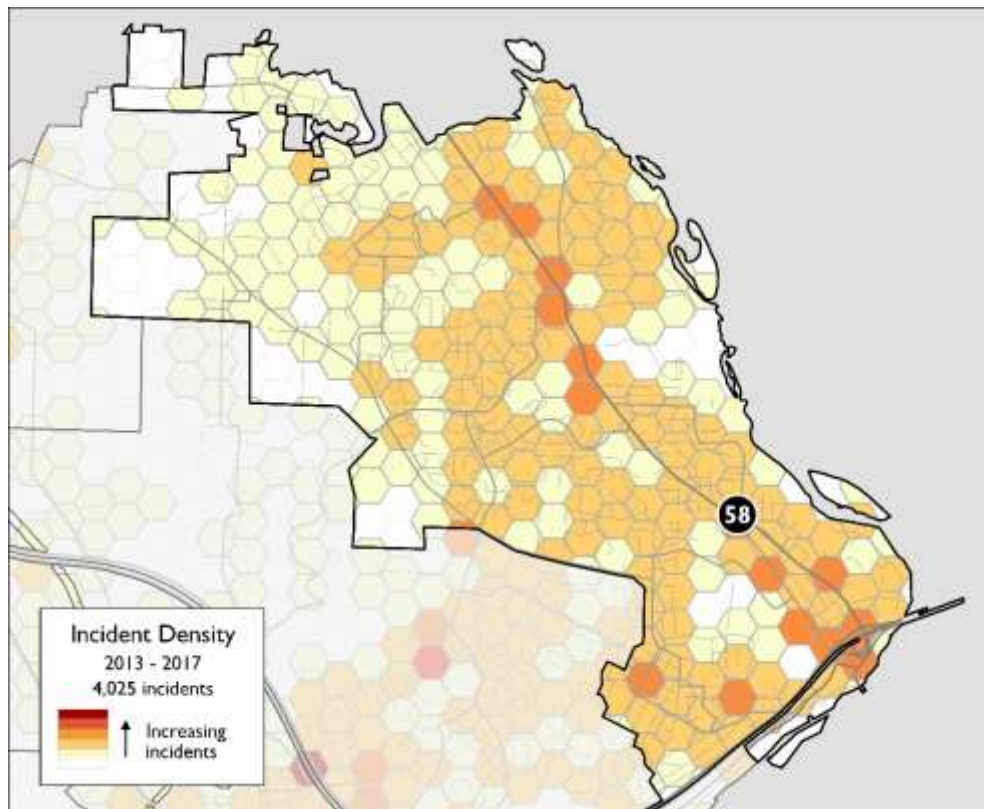 58
Incident Density
2013 - 2017
4,025 incidents
Increasing
incidents